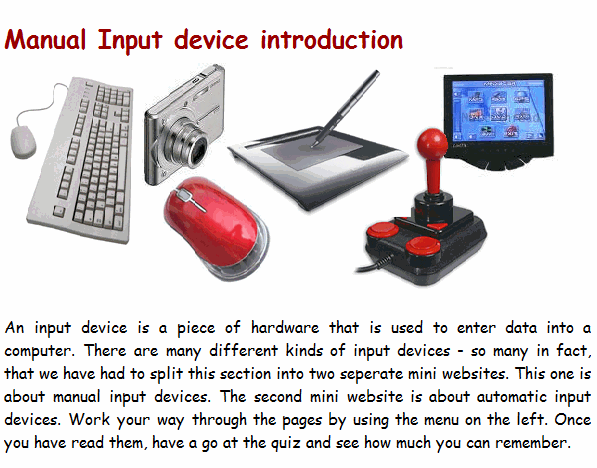 Manual Input device introduction
An input device is a piece of hardware that is used to enter data into a
computer. There are many different kinds of input devices - so many in fact,
that we have had to split this section into two seperate mini websites. This one is
about manual input devices. The second mini website is about automatic input
devices. Work your way through the pages by using the menu on the left. Once
you have read them, have a go at the quiz and see how much you can remember.